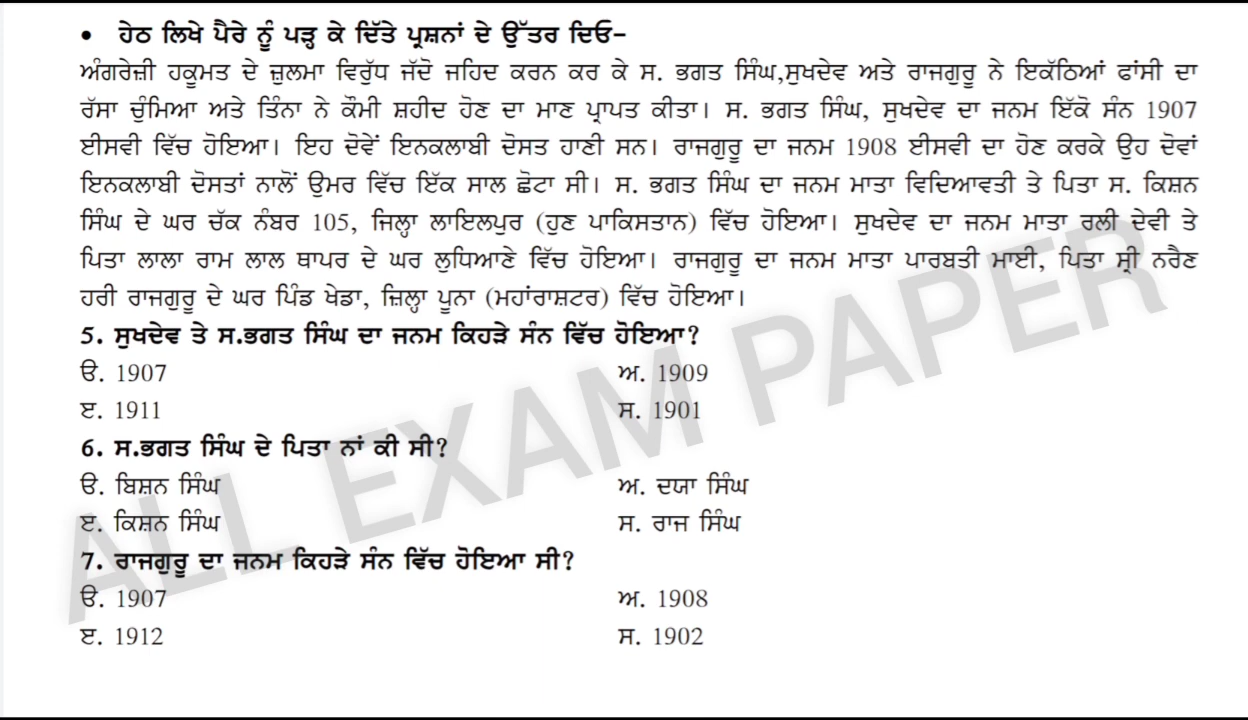 • ਹੇਠ ਲਿਖੇ ਪੈਰੇ ਨੂੰ ਪੜ੍ਹ ਕੇ ਦਿੱਤੇ ਪ੍ਰਸ਼ਨਾਂ ਦੇ ਉੱਤਰ ਦਿਓ-
ਅੰਗਰੇਜ਼ੀ ਹਕੂਮਤ ਦੇ ਜ਼ੁਲਮਾ ਵਿਰੁੱਧ ਜੱਦੋ ਜਹਿਦ ਕਰਨ ਕਰ ਕੇ ਸ. ਭਗਤ ਸਿੰਘ,ਸੁਖਦੇਵ ਅਤੇ ਰਾਜਗੁਰੂ ਨੇ ਇਕੱਠਿਆਂ ਫਾਂਸੀ ਦਾ
ਰੱਸਾ ਚੁੰਮਿਆ ਅਤੇ ਤਿੰਨਾ ਨੇ ਕੌਮੀ ਸ਼ਹੀਦ ਹੋਣ ਦਾ ਮਾਣ ਪ੍ਰਾਪਤ ਕੀਤਾ। ਸ. ਭਗਤ ਸਿੰਘ, ਸੁਖਦੇਵ ਦਾ ਜਨਮ ਇੱਕੋ ਸੰਨ 1907
ਈਸਵੀ ਵਿੱਚ ਹੋਇਆ। ਇਹ ਦੋਵੇਂ ਇਨਕਲਾਬੀ ਦੋਸਤ ਹਾਣੀ ਸਨ। ਰਾਜਗੁਰੂ ਦਾ ਜਨਮ 1908 ਈਸਵੀ ਦਾ ਹੋਣ ਕਰਕੇ ਉਹ ਦੋਵਾਂ
ਇਨਕਲਾਬੀ ਦੋਸਤਾਂ ਨਾਲੋਂ ਉਮਰ ਵਿੱਚ ਇੱਕ ਸਾਲ ਛੋਟਾ ਸੀ। ਸ. ਭਗਤ ਸਿੰਘ ਦਾ ਜਨਮ ਮਾਤਾ ਵਿਦਿਆਵਤੀ ਤੇ ਪਿਤਾ ਸ. ਕਿਸ਼ਨ
ਸਿੰਘ ਦੇ ਘਰ ਚੱਕ ਨੰਬਰ 105, ਜਿਲ੍ਹਾ ਲਾਇਲਪੁਰ (ਹੁਣ ਪਾਕਿਸਤਾਨ) ਵਿੱਚ ਹੋਇਆ। ਸੁਖਦੇਵ ਦਾ ਜਨਮ ਮਾਤਾ ਰਲੀ ਦੇਵੀ ਤੇ
ਪਿਤਾ ਲਾਲਾ ਰਾਮ ਲਾਲ ਥਾਪਰ ਦੇ ਘਰ ਲੁਧਿਆਣੇ ਵਿੱਚ ਹੋਇਆ। ਰਾਜਗੁਰੂ ਦਾ ਜਨਮ ਮਾਤਾ ਪਾਰਬਤੀ ਮਾਈ, ਪਿਤਾ ਸ੍ਰੀ ਨਰੈਣ
ਹਰੀ ਰਾਜਗੁਰੂ ਦੇ ਘਰ ਪਿੰਡ ਖੇਡਾ, ਜ਼ਿਲ੍ਹਾ ਪੂਨਾ (ਮਹਾਂਰਾਸ਼ਟਰ) ਵਿੱਚ ਹੋਇਆ।
5. ਸੁਖਦੇਵ ਤੇ ਸ.ਭਗਤ ਸਿੰਘ ਦਾ ਜਨਮ ਕਿਹੜੇ ਸੰਨ ਵਿੱਚ ਹੋਇਆ?
ੳ. 1907 ਅ. 1909
ੲ. 1911 ਸ. 1901
6. ਸ.ਭਗਤ ਸਿੰਘ ਦੇ ਪਿਤਾ ਨਾਂ ਕੀ ਸੀ?
ੳ. ਬਿਸ਼ਨ ਸਿੰਘ ਅ. ਦਯਾ ਸਿੰਘ
ੲ. ਕਿਸ਼ਨ ਸਿੰਘ ਸ. ਰਾਜ ਸਿੰਘ
7. ਰਾਜਗੁਰੂ ਦਾ ਜਨਮ ਕਿਹੜੇ ਸੰਨ ਵਿੱਚ ਹੋਇਆ ਸੀ?
ੳ. 1907 ਅ. 1908
ੲ. 1912 ਸ. 1902
ALL EXAM PAPER